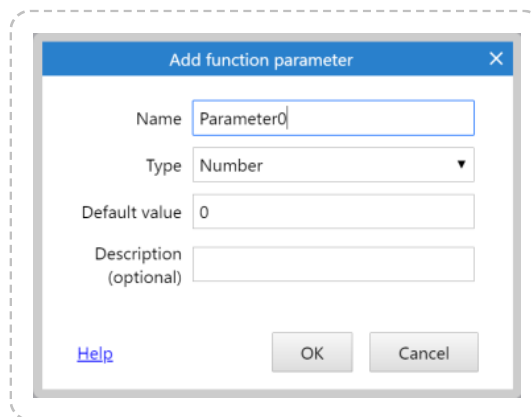 Add function parameter
Name Parameter0
Type Number
Default value 0
Description
(optional)
Help OK Cancel